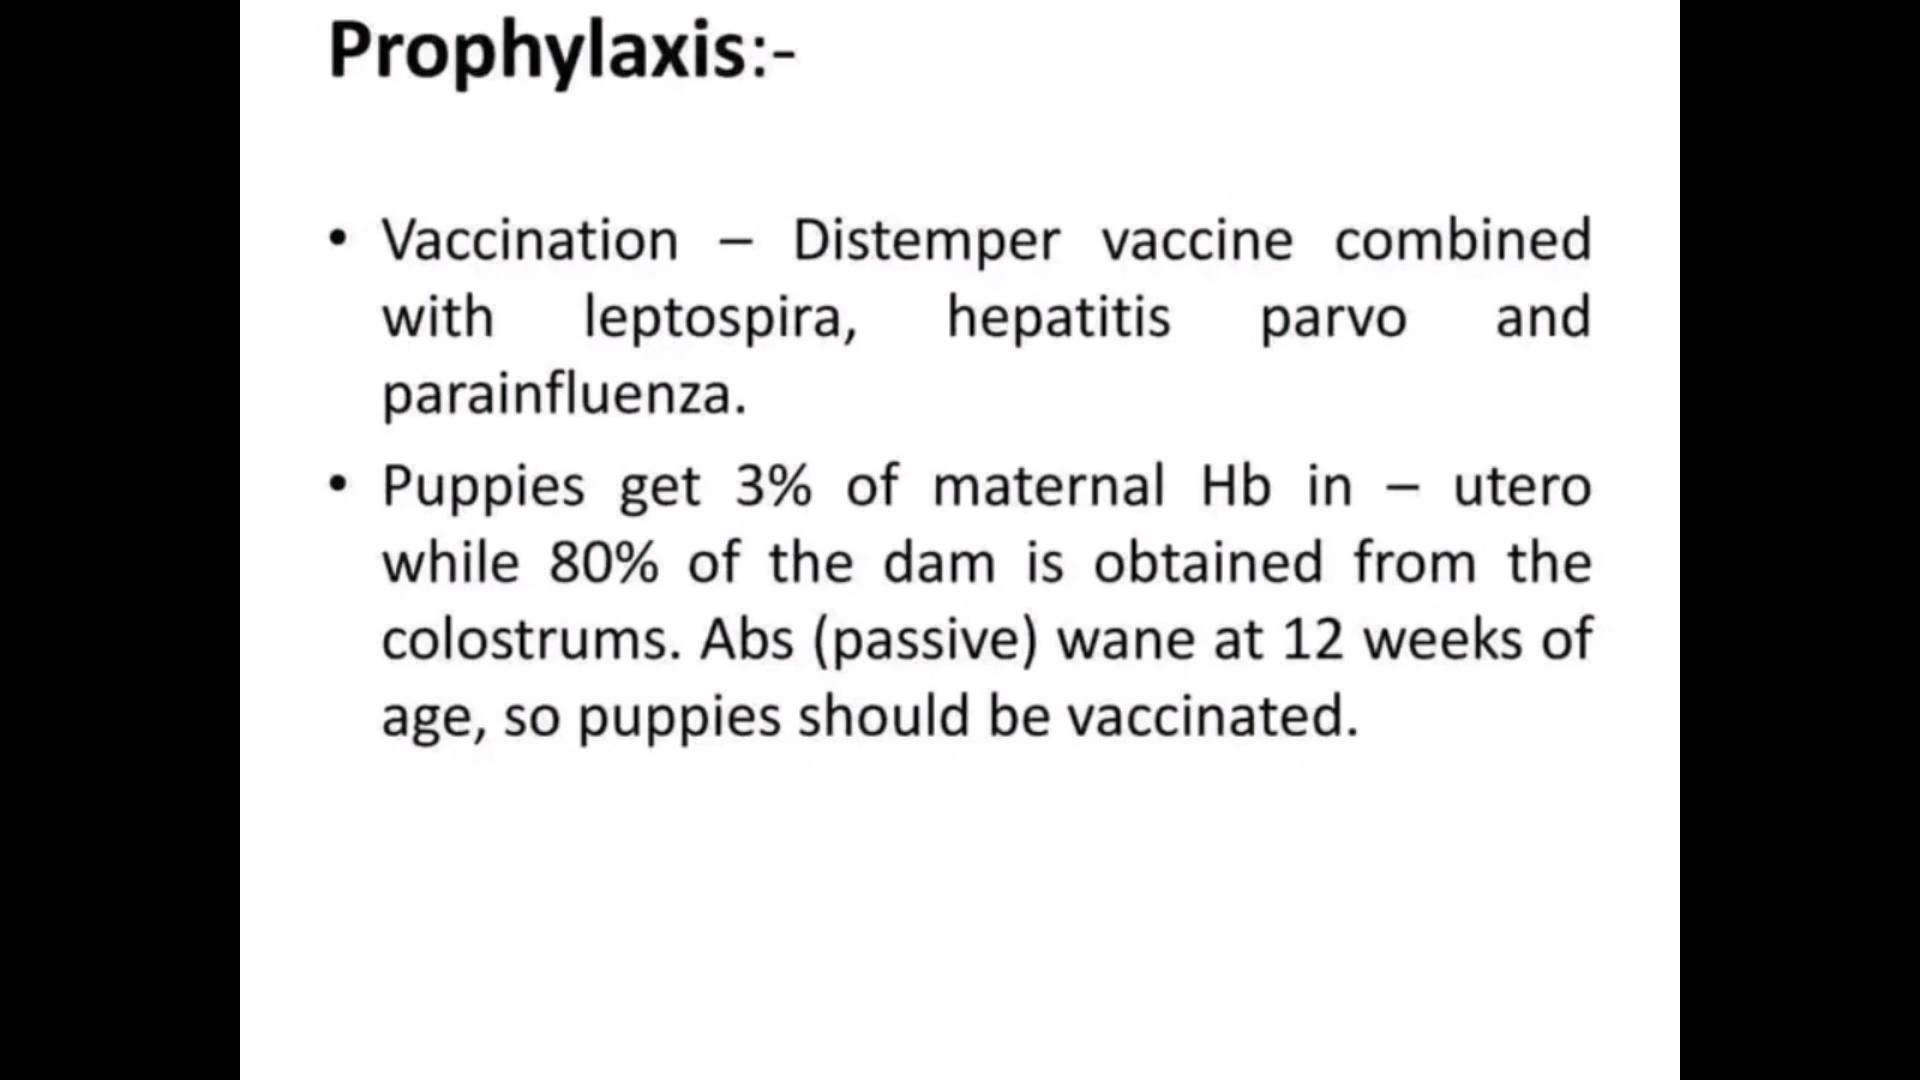 Prophylaxis:-
• Vaccination – Distemper vaccine combined
with leptospira, hepatitis parvo and
parainfluenza.
• Puppies get 3% of maternal Hb in – utero
while 80% of the dam is obtained from the
colostrums. Abs (passive) wane at 12 weeks of
age, so puppies should be vaccinated.